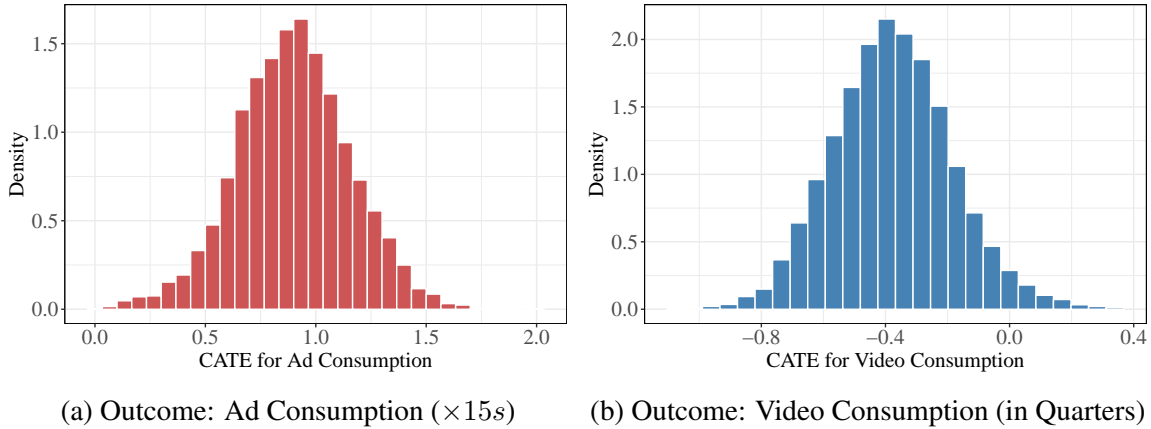 1.5
1.0
0.5
0.0
Density
0.0 0.5 1.0 1.5 2.0
CATE for Ad Consumption
(a) Outcome: Ad Consumption (×15s)
2.0
1.5
1.0
0.5
0.0
Density
−0.8 −0.4 0.0 0.4
CATE for Video Consumption
(b) Outcome: Video Consumption (in Quarters)